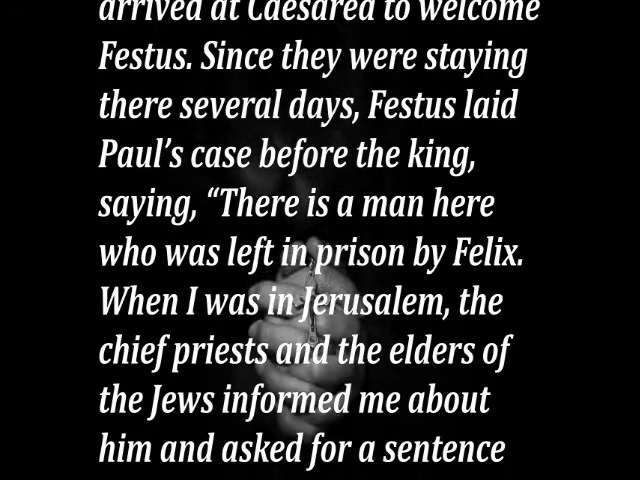 arrived at Caesarea to welcome
Festus. Since they were staying
there several days, Festus laid
Paul’s case before the king,
saying, “There is a man here
who was left in prison by Felix.
When I was in Jerusalem, the
chief priests and the elders of
the Jews informed me about
him and asked for a sentence